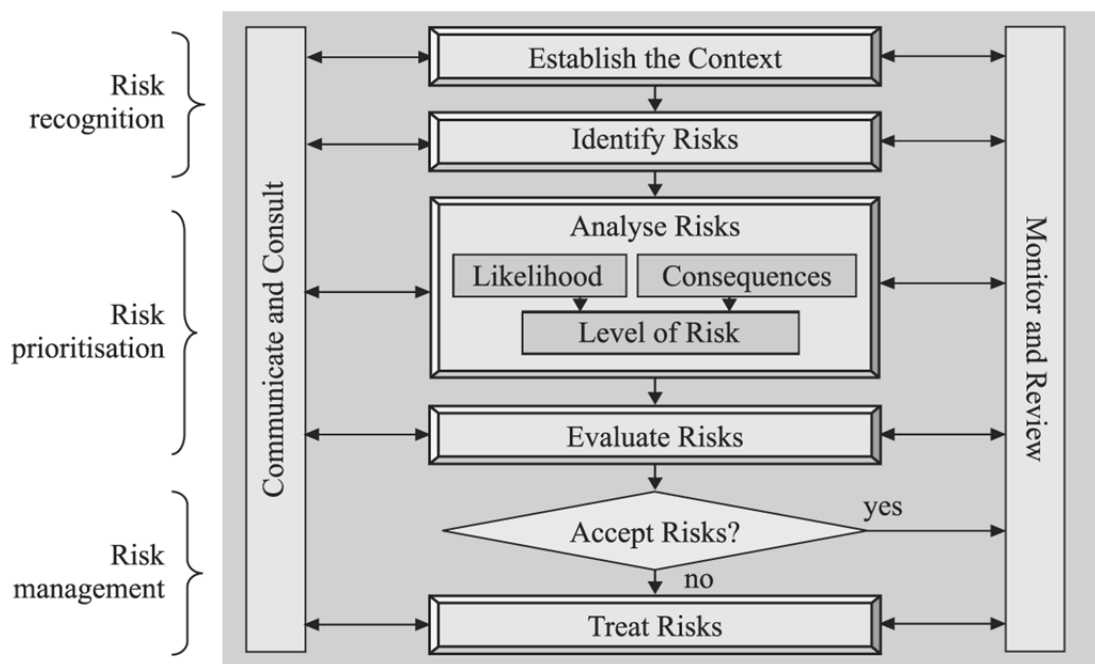 Risk
recognition
Risk
prioritisation
Risk
management
Communicate and Consult
Establish the Context
Identify Risks
Analyse Risks
Likelihood
Consequences
Level of Risk
Evaluate Risks
Accept Risks?
yes
no
Treat Risks
Monitor and Review